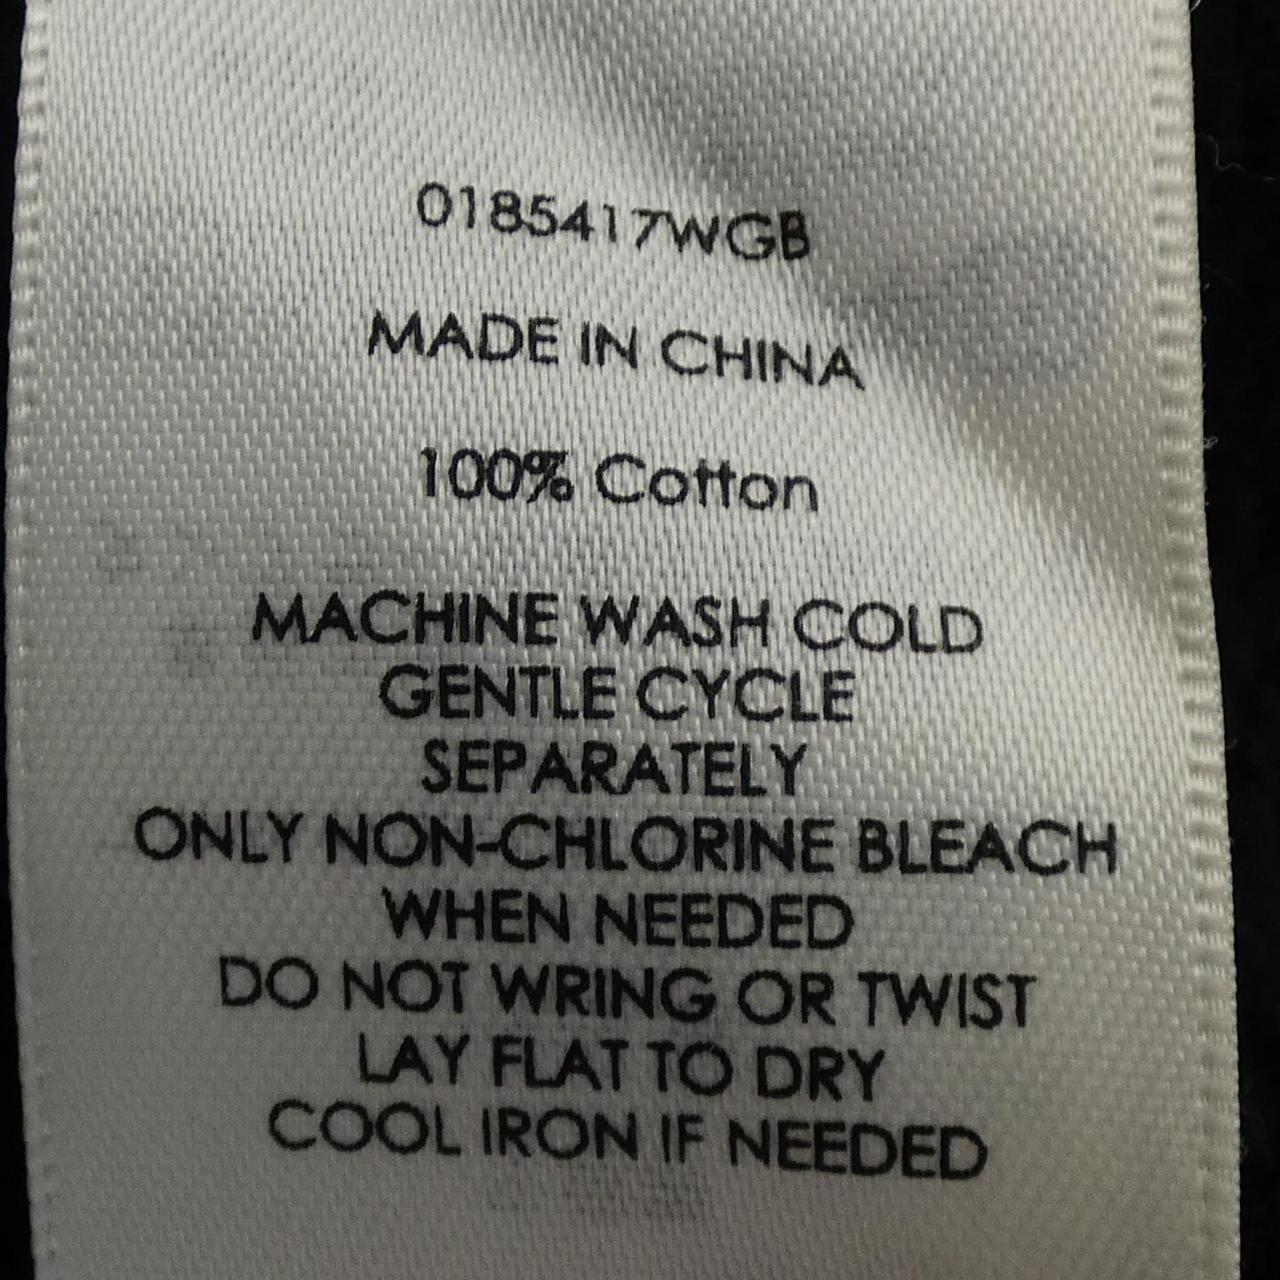 0185417WGB
MADE IN CHINA
100% Cotton
MACHINE WASH COLD
GENTLE CYCLE
SEPARATELY
ONLY NON-CHLORINE BLEACH
WHEN NEEDED
DO NOT WRING OR TWIST
LAY FLAT TO DRY
COOL IRON IF NEEDED